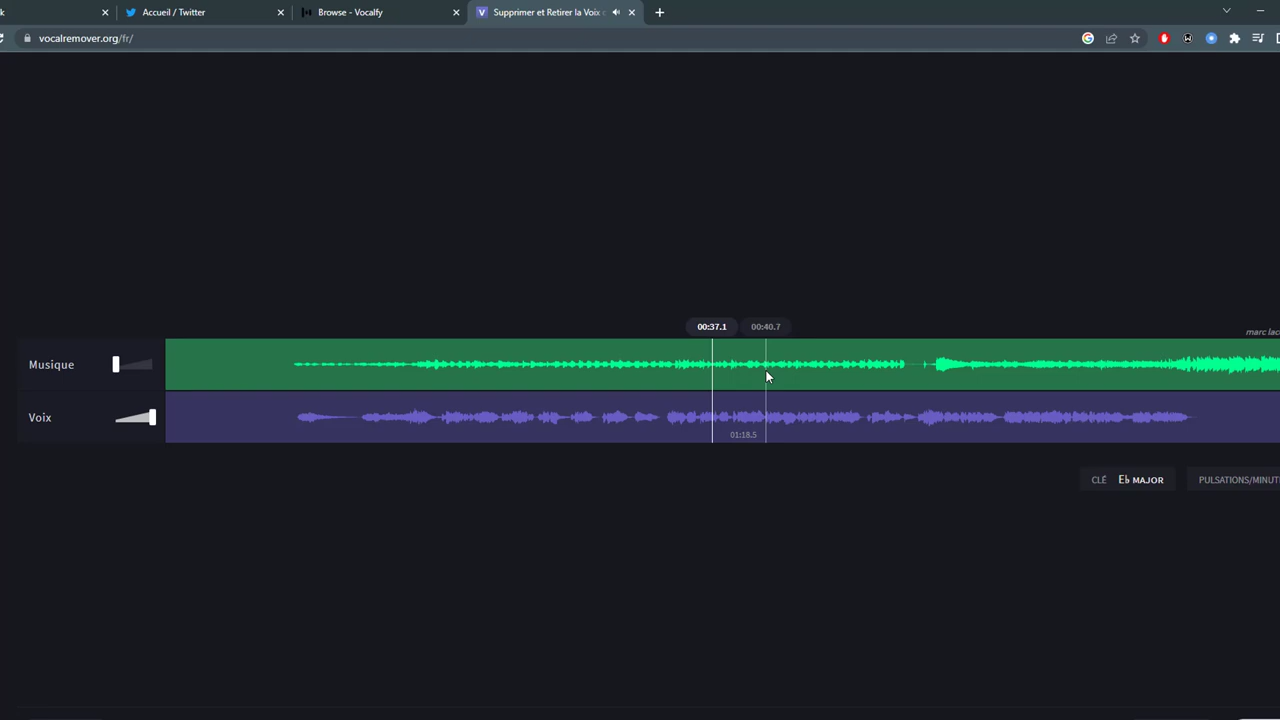 k
Accueil / Twitter
Browse - Vocalfy
Supprimer et Retirer la Voix
vocalremover.org/fr/
00:37.1
00:40.7
marc lac
Musique
Voix
01:18.5
CLÉ E♭ MAJOR
PULSATIONS/MINUT